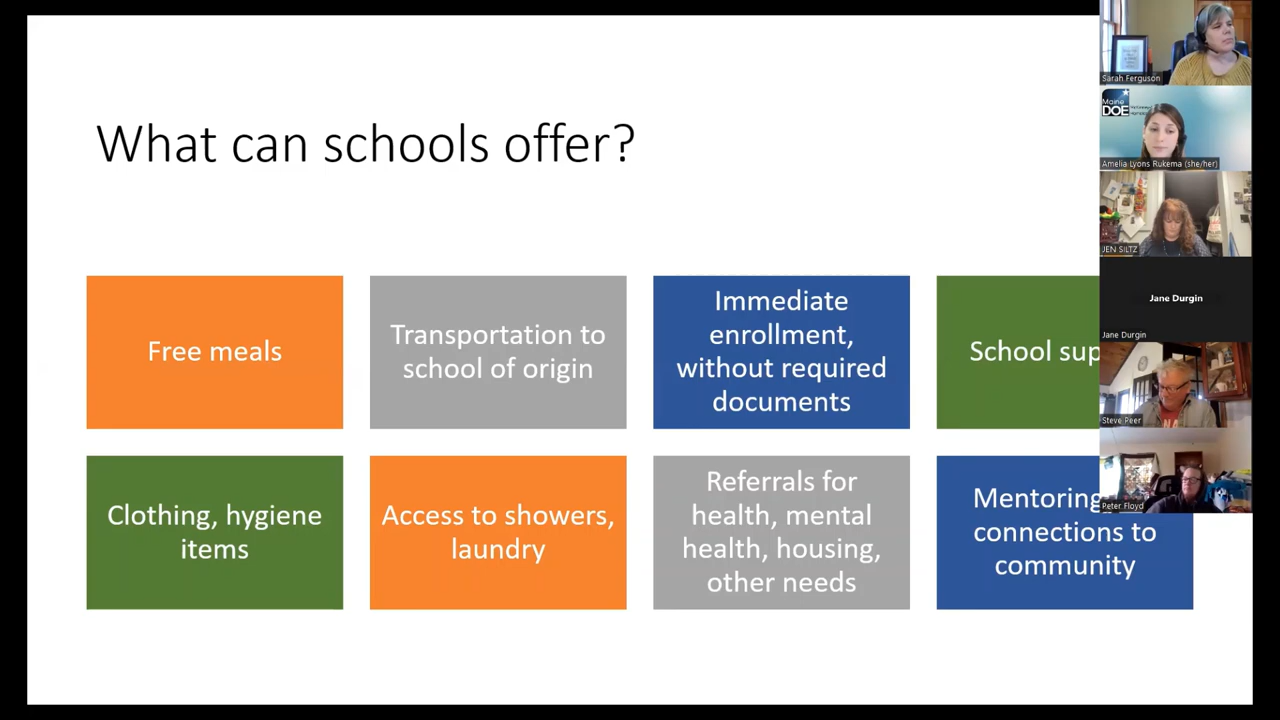 What can schools offer?
Free meals
Transportation to
school of origin
Immediate
enrollment,
without required
documents
School sup
Clothing, hygiene
items
Access to showers,
laundry
Referrals for
health, mental
health, housing,
other needs
Mentoring,
connections to
community
Sarah Ferguson
Maine
DOE
Amelia Lyons Rukema (she/her)
JEN SILTZ
Jane Durgin
Jane Durgin
Steve Peer
Peter Floyd